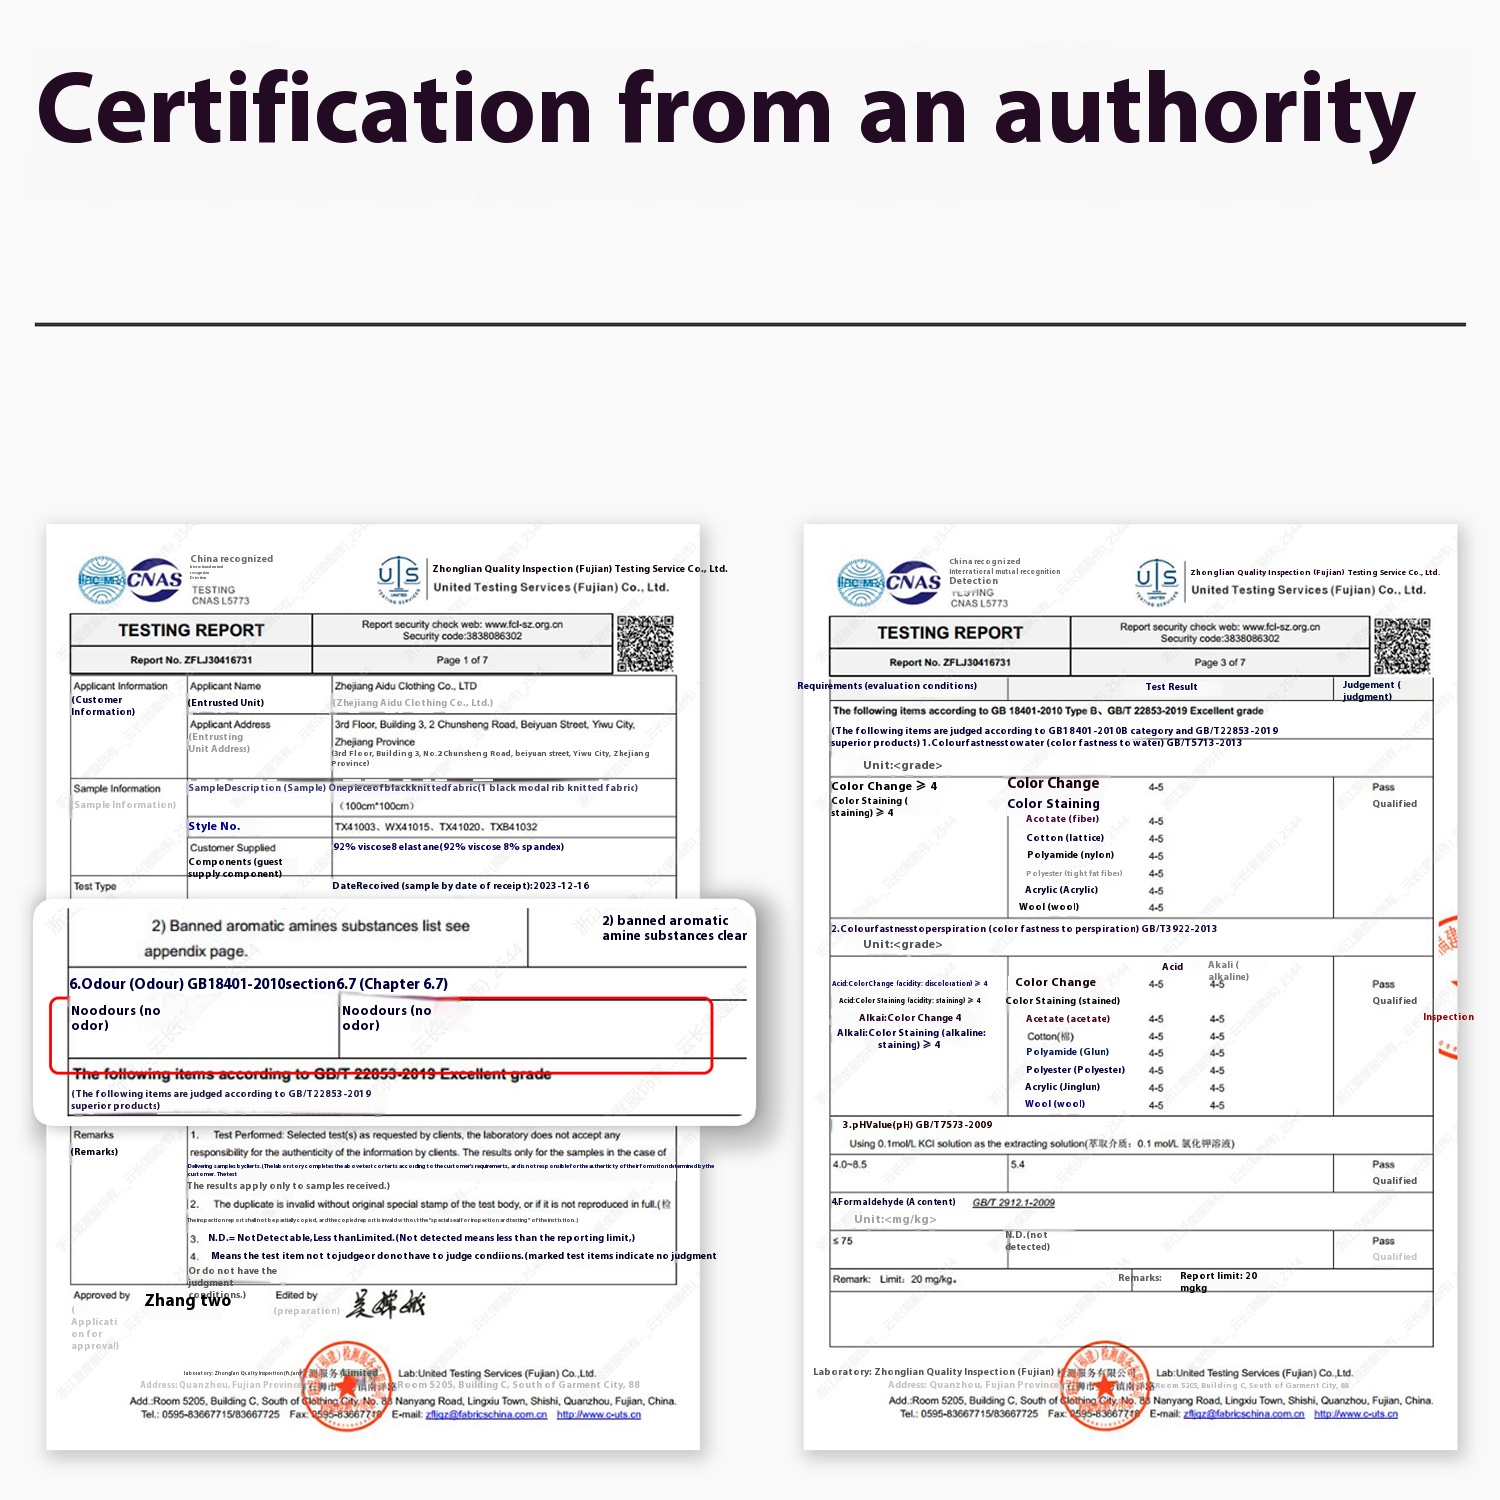 Certification from an authority
China recognized
TESTING
CNAS L5773
CNAS
UTS
Zhonglian Quality Inspection (Fujian) Testing Service Co., Ltd.
United Testing Services (Fujian) Co., Ltd.
TESTING REPORT
Report security check web: www.fcl-sz.org.cn
Security code:3838086302
Report No. ZFLJ30416731
Page 1 of 7
Applicant Information
(Customer
Information)
Applicant Name
(Entrusted Unit)
Zhejiang Aidu Clothing Co., LTD
(Zhejiang Aidu Clothing Co., Ltd.)
Applicant Address
(Entrusting
Unit Address)
3rd Floor, Building 3, 2 Chunsheng Road, Beiyuan Street, Yiwu City,
Zhejiang Province
(3rd Floor, Building 3, No.2Chunsheng Road, beiyuan street, Yiwu City, Zhejiang
Province)
Sample Information
(Sample Information)
SampleDescription (Sample) Onepieceofblackknittedfabric(1 black modal rib knitted fabric)
（100cm*100cm）
Style No.
TX41003、WX41015、TX41020、TXB41032
Customer Supplied
Components (guest
supply component)
92% viscose8 elastane(92% viscose 8% spandex)
Test Type
DateRecoived (sample by date of receipt):2023-12-16
2) Banned aromatic amines substances list see
appendix page.
2) banned aromatic
amine substances clear
6.Odour (Odour) GB18401-2010section6.7 (Chapter 6.7)
Noodours (no
odor)
Noodours (no
odor)
The following items according to GB/T 22853-2019 Excellent grade
(The following items are judged according to GB/T22853-2019
superior products)
Remarks
(Remarks)
1. Test Performed: Selected test(s) as requested by clients, the laboratory does not accept any
responsibility for the authenticity of the information by clients. The results only for the samples in the case of
customer. Thetest
The results apply only to samples received.)
2. The duplicate is invalid without original special stamp of the test body, or if it is not reproduced in full.(检
3. N.D.= NotDetectable,Less thanLimited.(Not detected means less than the reporting limit,)
4. Means the test item not tojudgeor donothave to judge condiions.(marked test items indicate no judgment
Or do not have the
judgment
conditions.)
Approved by
(
Applicati
on for
approval)
Zhang two
Edited by
(preparation)
laboratory: Zhonglian Quality Inspection(Fujian)
检测服务
Limited
Lab:United Testing Services (Fujian) Co.,Ltd.
Address: Quanzhou, Fujian Province
Room 5205, Building C, South of Garment City, 88
Add.:Room 5205, Building C, South of Clothing City, No. 88 Nanyang Road, Lingxiu Town, Shishi, Quanzhou, Fujian, China.
Tel.: 0595-83667715/83667725 Fax: 0595-83667718 E-mail: zfljqz@fabricschina.com.cn http://www.c-uts.cn
China recognized
International mutual recognition
Detection
TESTING
CNAS L5773
CNAS
UTS
Zhonglian Quality Inspection (Fujian) Testing Service Co., Ltd.
United Testing Services (Fujian) Co., Ltd.
TESTING REPORT
Report security check web: www.fcl-sz.org.cn
Security code:3838086302
Report No. ZFLJ30416731
Page 3 of 7
Requirements (evaluation conditions)
Test Result
Judgement (
judgment)
The following items according to GB 18401-2010 Type B、GB/T 22853-2019 Excellent grade
(The following items are judged according to GB18401-2010B category and GB/T22853-2019
superior products) 1.Colourfastnesstowater (color fastness to water) GB/T5713-2013
Unit:<grade>
Color Change ⩾ 4
Color Staining (
staining) ⩾ 4
Color Change 4-5
Color Staining
Acotate (fiber) 4-5
Cotton (lattice) 4-5
Polyamide (nylon) 4-5
Polyester (tight fat fiber) 4-5
Acrylic (Acrylic) 4-5
Wool (wool) 4-5
Pass
Qualified
2.Colourfastnesstoperspiration (color fastness to perspiration) GB/T3922-2013
Unit:<grade>
Acid
Akali (
alkaline)
Acid:ColorChange (acidity: discoloration) ⩾ 4
Acid:Color Staining (acidity: staining) ⩾ 4
Alkai:Color Change 4
Alkali:Color Staining (alkaline:
staining) ⩾ 4
Color Change 4-5 4-5
Color Staining (stained)
Acetate (acetate) 4-5 4-5
Cotton(棉) 4-5 4-5
Polyamide (Glun) 4-5 4-5
Polyester (Polyester) 4-5 4-5
Acrylic (Jinglun) 4-5 4-5
Wool (wool) 4-5 4-5
Pass
Qualified
Inspection
3.pHValue(pH) GB/T7573-2009
Using 0.1mol/L KCl solution as the extracting solution(萃取介质：0.1 mol/L 氯化钾溶液)
4.0~8.5
5.4
Pass
Qualified
4.Formaldehyde (A content) GB/T 2912.1-2009
Unit:<mg/kg>
≤ 75
N.D.(not
detected)
Pass
Qualified
Remark: Limit: 20 mg/kg。
Remarks:
Report limit: 20
mgkg
Laboratory: Zhonglian Quality Inspection (Fujian)
检测服务有限公
Lab:United Testing Services (Fujian) Co.,Ltd.
Address: Quanzhou, Fujian Province
Room 5205, Building C, South of Garment City, 88
Add.:Room 5205, Building C, South of Clothing City, No. 88 Nanyang Road, Lingxiu Town, Shishi, Quanzhou, Fujian, China.
Tel.: 0595-83667715/83667725 Fax: 0595-83667718 E-mail: zfljqz@fabricschina.com.cn http://www.c-uts.cn